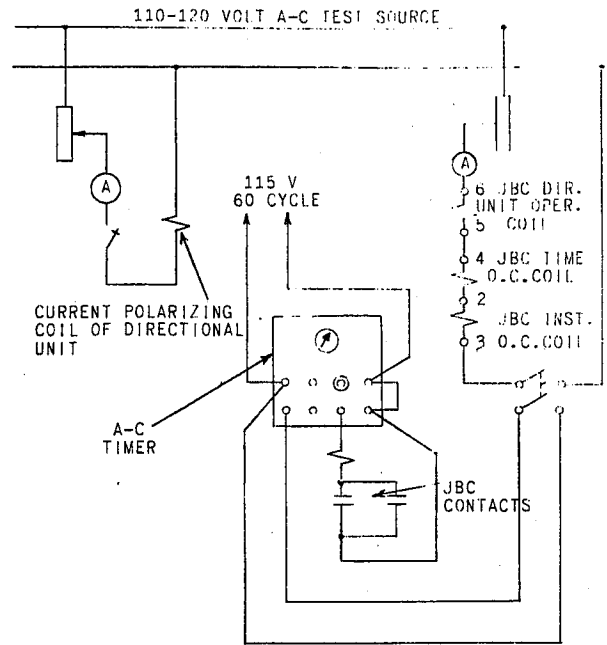 110-120 VOLT A-C TEST SOURCE
A
A
115 V
60 CYCLE
6 JBC DIR.
UNIT OPER.
5 COIL
4 JBC TIME
O.C.COIL
2
JBC INST.
3 O.C.COIL
CURRENT POLARIZING
COIL OF DIRECTIONAL
UNIT
A-C
TIMER
JBC
CONTACTS